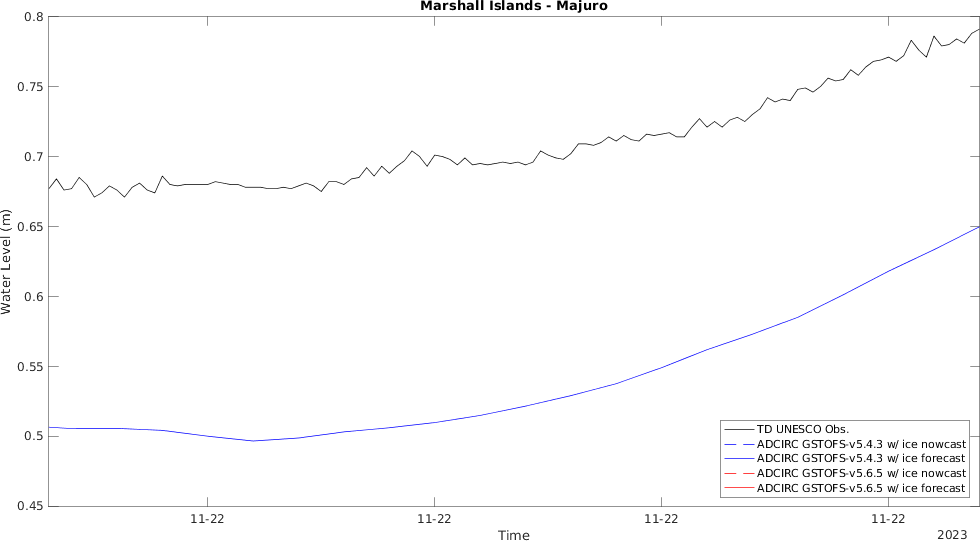 Marshall Islands - Majuro
0.8
0.75
0.7
0.65
0.6
0.55
0.5
0.45
Water Level (m)
TD UNESCO Obs.
ADCIRC GSTOFS-v5.4.3 w/ ice nowcast
ADCIRC GSTOFS-v5.4.3 w/ ice forecast
ADCIRC GSTOFS-v5.6.5 w/ ice nowcast
ADCIRC GSTOFS-v5.6.5 w/ ice forecast
11-22 11-22 11-22 11-22
Time
2023